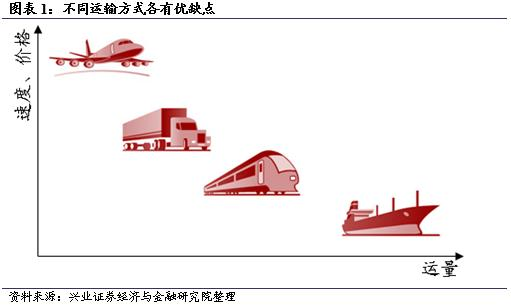 图表1：不同运输方式各有优缺点
速度、价格
运量
资料来源：兴业证券经济与金融研究院整理